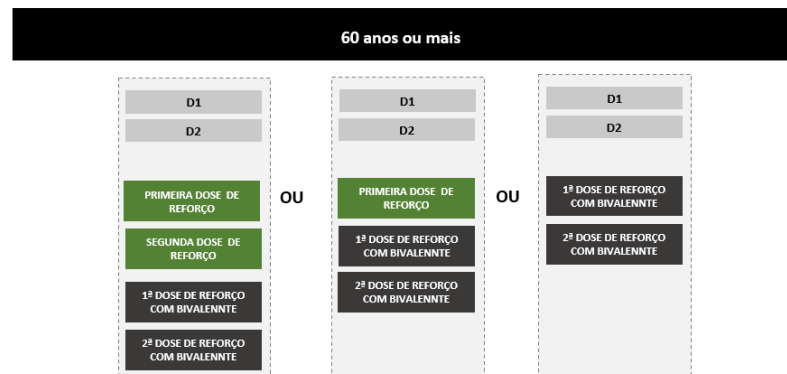 60 anos ou mais
D1
D2
PRIMEIRA DOSE DE
REFORÇO
SEGUNDA DOSE DE
REFORÇO
1ª DOSE DE REFORÇO
COM BIVALENNTE
2ª DOSE DE REFORÇO
COM BIVALENNTE
OU
D1
D2
PRIMEIRA DOSE DE
REFORÇO
1ª DOSE DE REFORÇO
COM BIVALENNTE
2ª DOSE DE REFORÇO
COM BIVALENNTE
OU
D1
D2
1ª DOSE DE REFORÇO
COM BIVALENNTE
2ª DOSE DE REFORÇO
COM BIVALENNTE